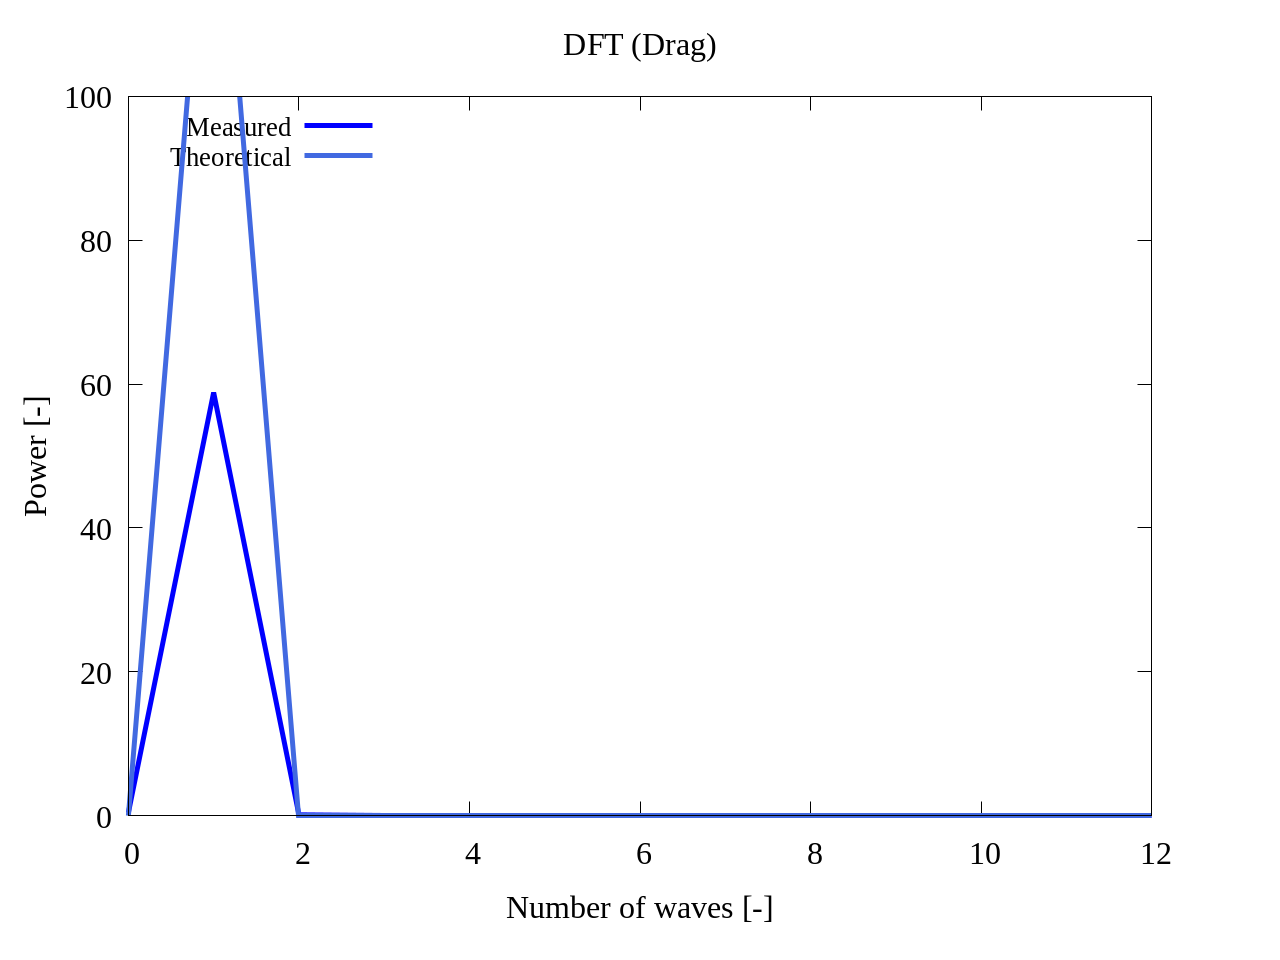 DFT (Drag)
100
Measured
Theoretical
80
60
40
20
0
Power [-]
0 2 4 6 8 10 12
Number of waves [-]